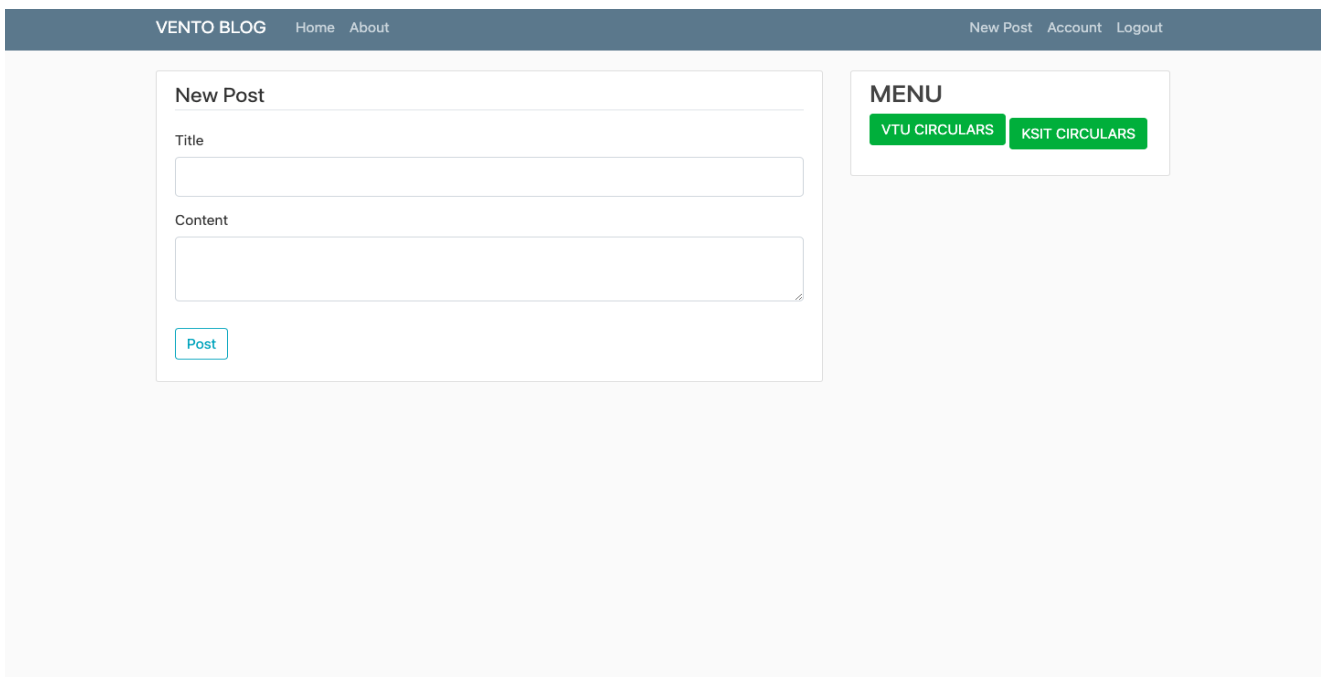 VENTO BLOG Home About New Post Account Logout
New Post
Title
Content
Post
MENU
VTU CIRCULARS KSIT CIRCULARS